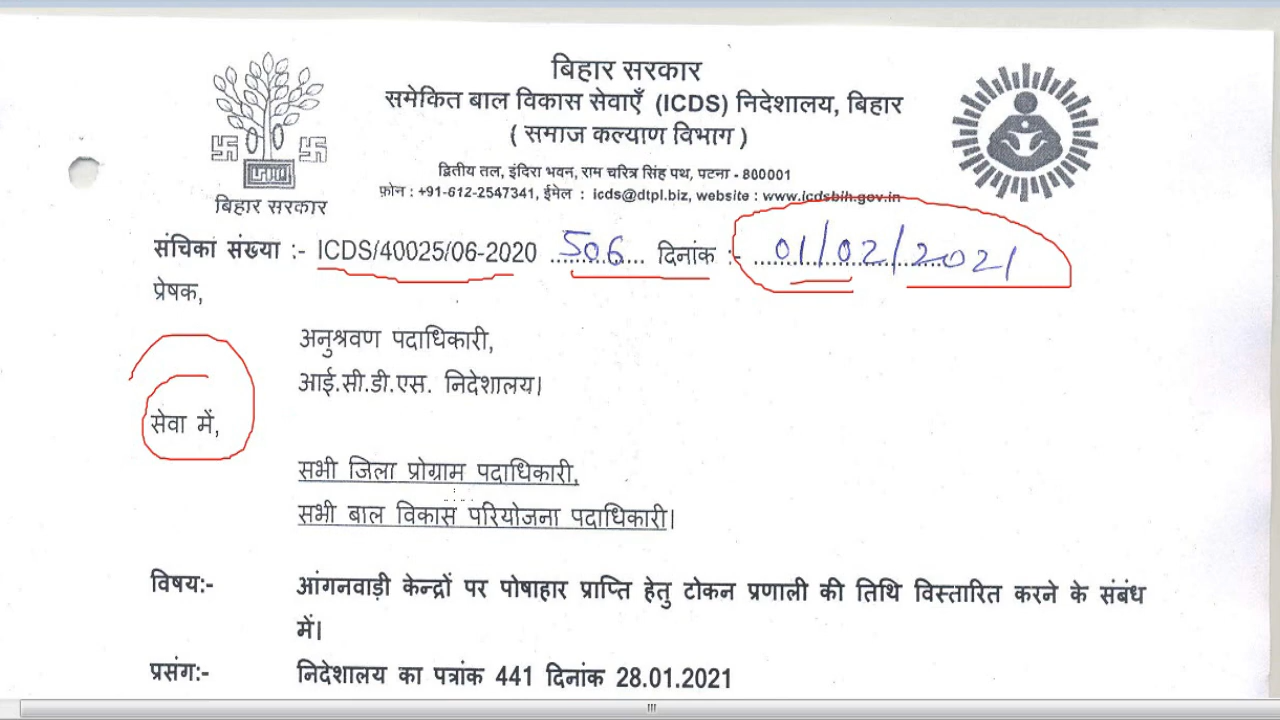 बिहार सरकार
समेकित बाल विकास सेवाएँ (ICDS) निदेशालय, बिहार
( समाज कल्याण विभाग )
द्वितीय तल, इंदिरा भवन, राम चरित्र सिंह पथ, पटना - 800001
फ़ोन : +91-612-2547341, ईमेल : icds@dtpl.biz, website : www.icdsbih.gov.in
बिहार सरकार
संचिका संख्या :- ICDS/40025/06-2020 ...506... दिनांक :- ...01/02/2021
प्रेषक,
अनुश्रवण पदाधिकारी,
आई.सी.डी.एस. निदेशालय।
सेवा में,
सभी जिला प्रोग्राम पदाधिकारी,
सभी बाल विकास परियोजना पदाधिकारी।
विषय:- आंगनवाड़ी केन्द्रों पर पोषाहार प्राप्ति हेतु टोकन प्रणाली की तिथि विस्तारित करने के संबंध
में।
प्रसंग:- निदेशालय का पत्रांक 441 दिनांक 28.01.2021